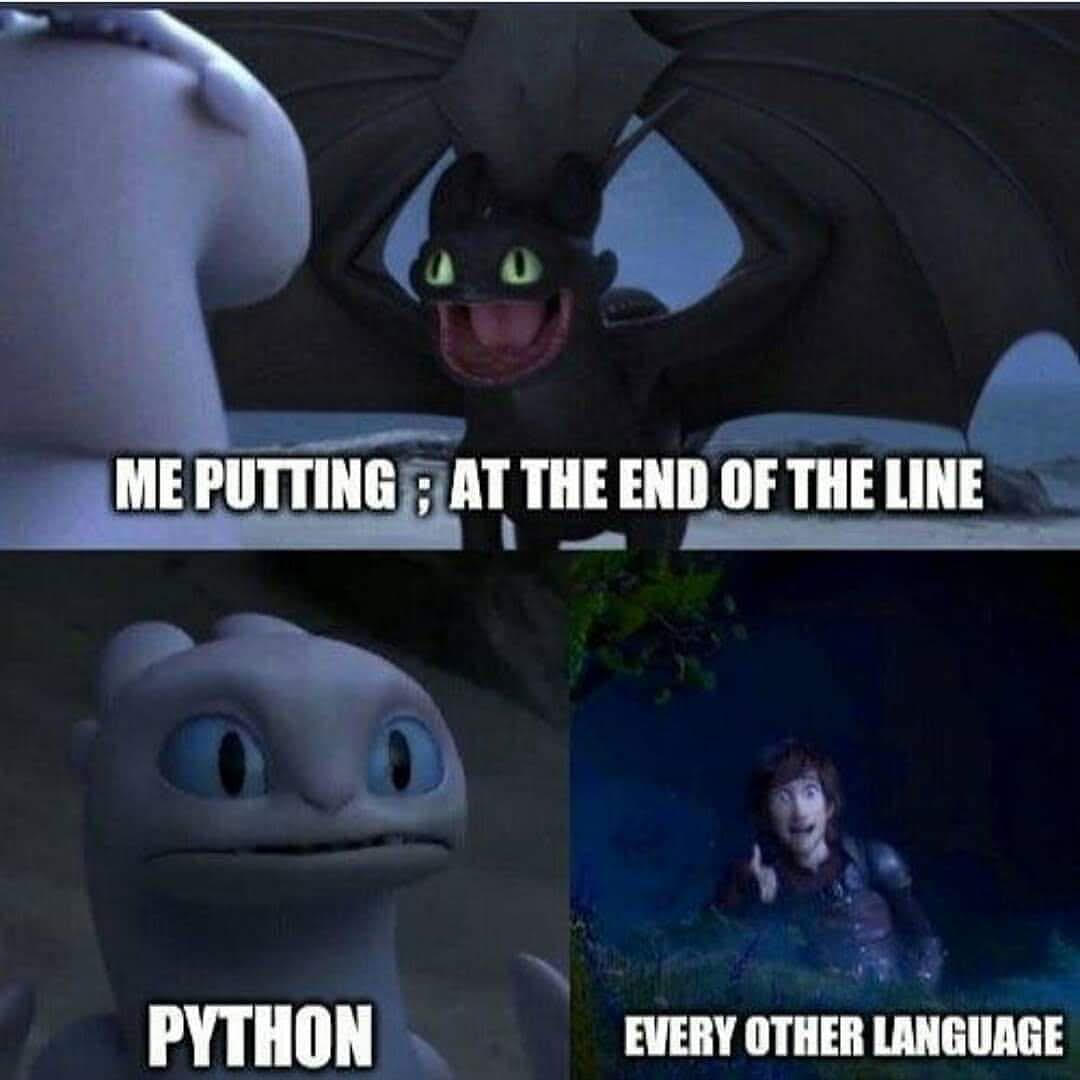 ME PUTTING ; AT THE END OF THE LINE
PYTHON
EVERY OTHER LANGUAGE